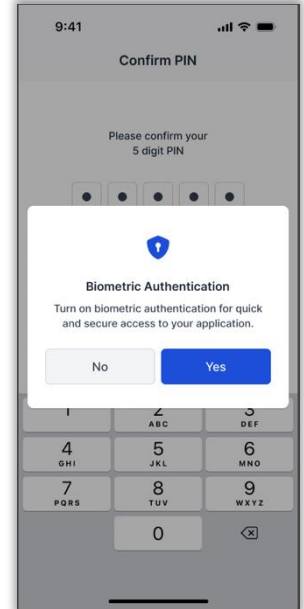 9:41
Confirm PIN
Please confirm your
5 digit PIN
Biometric Authentication
Turn on biometric authentication for quick
and secure access to your application.
No Yes
1 2 3
ABC DEF
4 5 6
GHI JKL MNO
7 8 9
PQRS TUV WXYZ
0